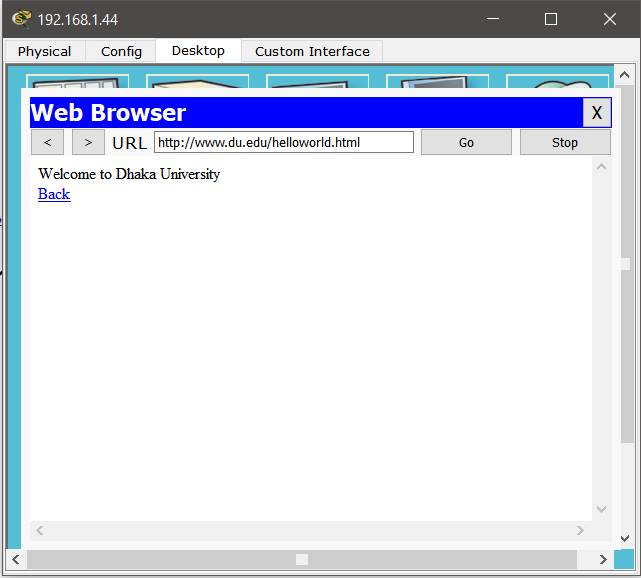 192.168.1.44
Physical Config Desktop Custom Interface
Web Browser X
< > URL http://www.du.edu/helloworld.html Go Stop
Welcome to Dhaka University
Back